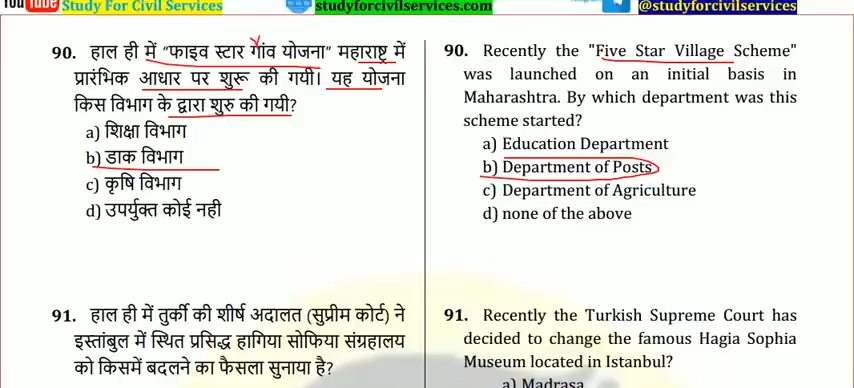 You Tube Study For Civil Services
studyforcivilservices.com
@studyforcivilservices
90. हाल ही में "फाइव स्टार गांव योजना" महाराष्ट्र में
प्रारंभिक आधार पर शुरू की गयी। यह योजना
किस विभाग के द्वारा शुरु की गयी?
a) शिक्षा विभाग
b) डाक विभाग
c) कृषि विभाग
d) उपर्युक्त कोई नही
91. हाल ही में तुर्की की शीर्ष अदालत (सुप्रीम कोर्ट) ने
इस्तांबुल में स्थित प्रसिद्ध हागिया सोफिया संग्रहालय
को किसमें बदलने का फैसला सुनाया है?
90. Recently the "Five Star Village Scheme"
was launched on an initial basis in
Maharashtra. By which department was this
scheme started?
a) Education Department
b) Department of Posts
c) Department of Agriculture
d) none of the above
91. Recently the Turkish Supreme Court has
decided to change the famous Hagia Sophia
Museum located in Istanbul?
a) Madrasa